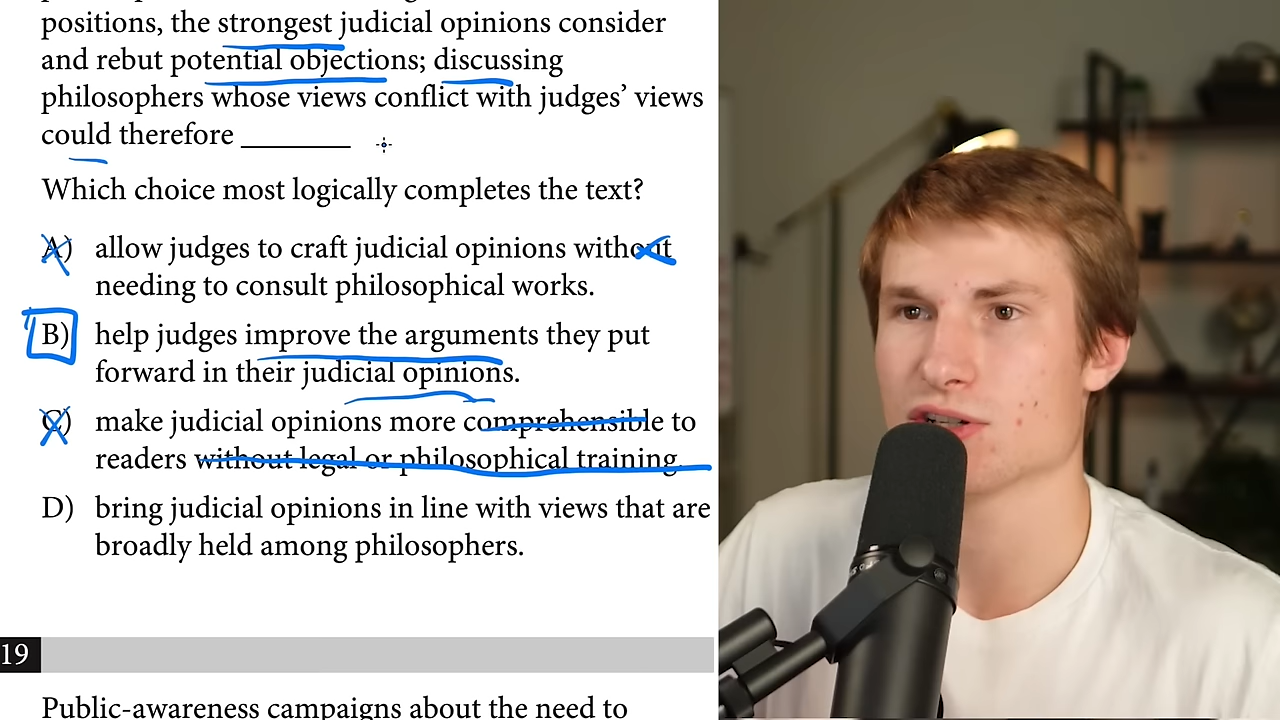 positions, the strongest judicial opinions consider
and rebut potential objections; discussing
philosophers whose views conflict with judges’ views
could therefore ________
Which choice most logically completes the text?
A) allow judges to craft judicial opinions without
needing to consult philosophical works.
B) help judges improve the arguments they put
forward in their judicial opinions.
C) make judicial opinions more comprehensible to
readers without legal or philosophical training.
D) bring judicial opinions in line with views that are
broadly held among philosophers.
19
Public-awareness campaigns about the need to